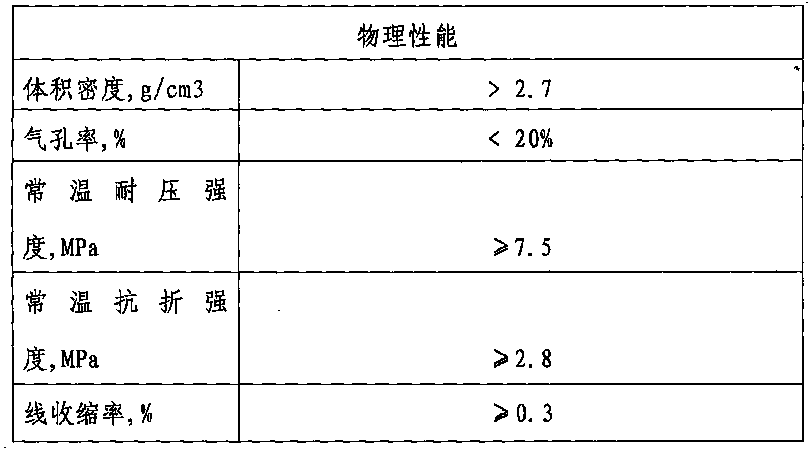 物理性能
体积密度,g/cm3 > 2.7
气孔率,% < 20%
常温耐压强
度,MPa ≥7.5
常温抗折强
度,MPa ≥2.8
线收缩率,% ≥0.3